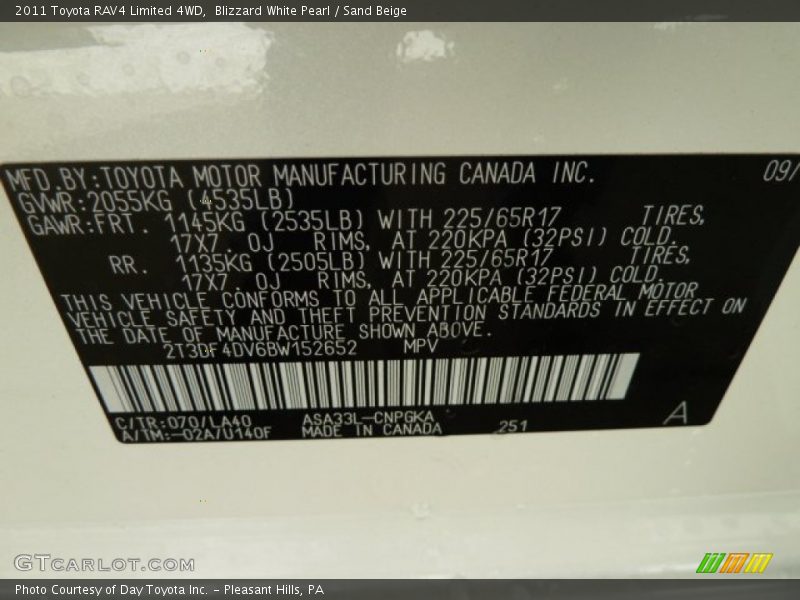 2011 Toyota RAV4 Limited 4WD,  Blizzard White Pearl / Sand Beige
MFD.BY:TOYOTA MOTOR MANUFACTURING CANADA INC. 09/
GVWR:2055KG (4535LB)
GAWR:FRT. 1145KG (2535LB) WITH 225/65R17 TIRES,
17X7 0J RIMS, AT 220KPA (32PSI) COLD.
RR. 1135KG (2505LB) WITH 225/65R17 TIRES,
17X7 0J RIMS, AT 220KPA (32PSI) COLD.
THIS VEHICLE CONFORMS TO ALL APPLICABLE FEDERAL MOTOR
VEHICLE SAFETY AND THEFT PREVENTION STANDARDS IN EFFECT ON
THE DATE OF MANUFACTURE SHOWN ABOVE.
2T3DF4DV6BW152652 MPV
C/TR:070/LA40 ASA33L-CNPGKA A
A/TM:-02A/U140F MADE IN CANADA 251
GTCarLot.com
Photo Courtesy of Day Toyota Inc. - Pleasant Hills, PA